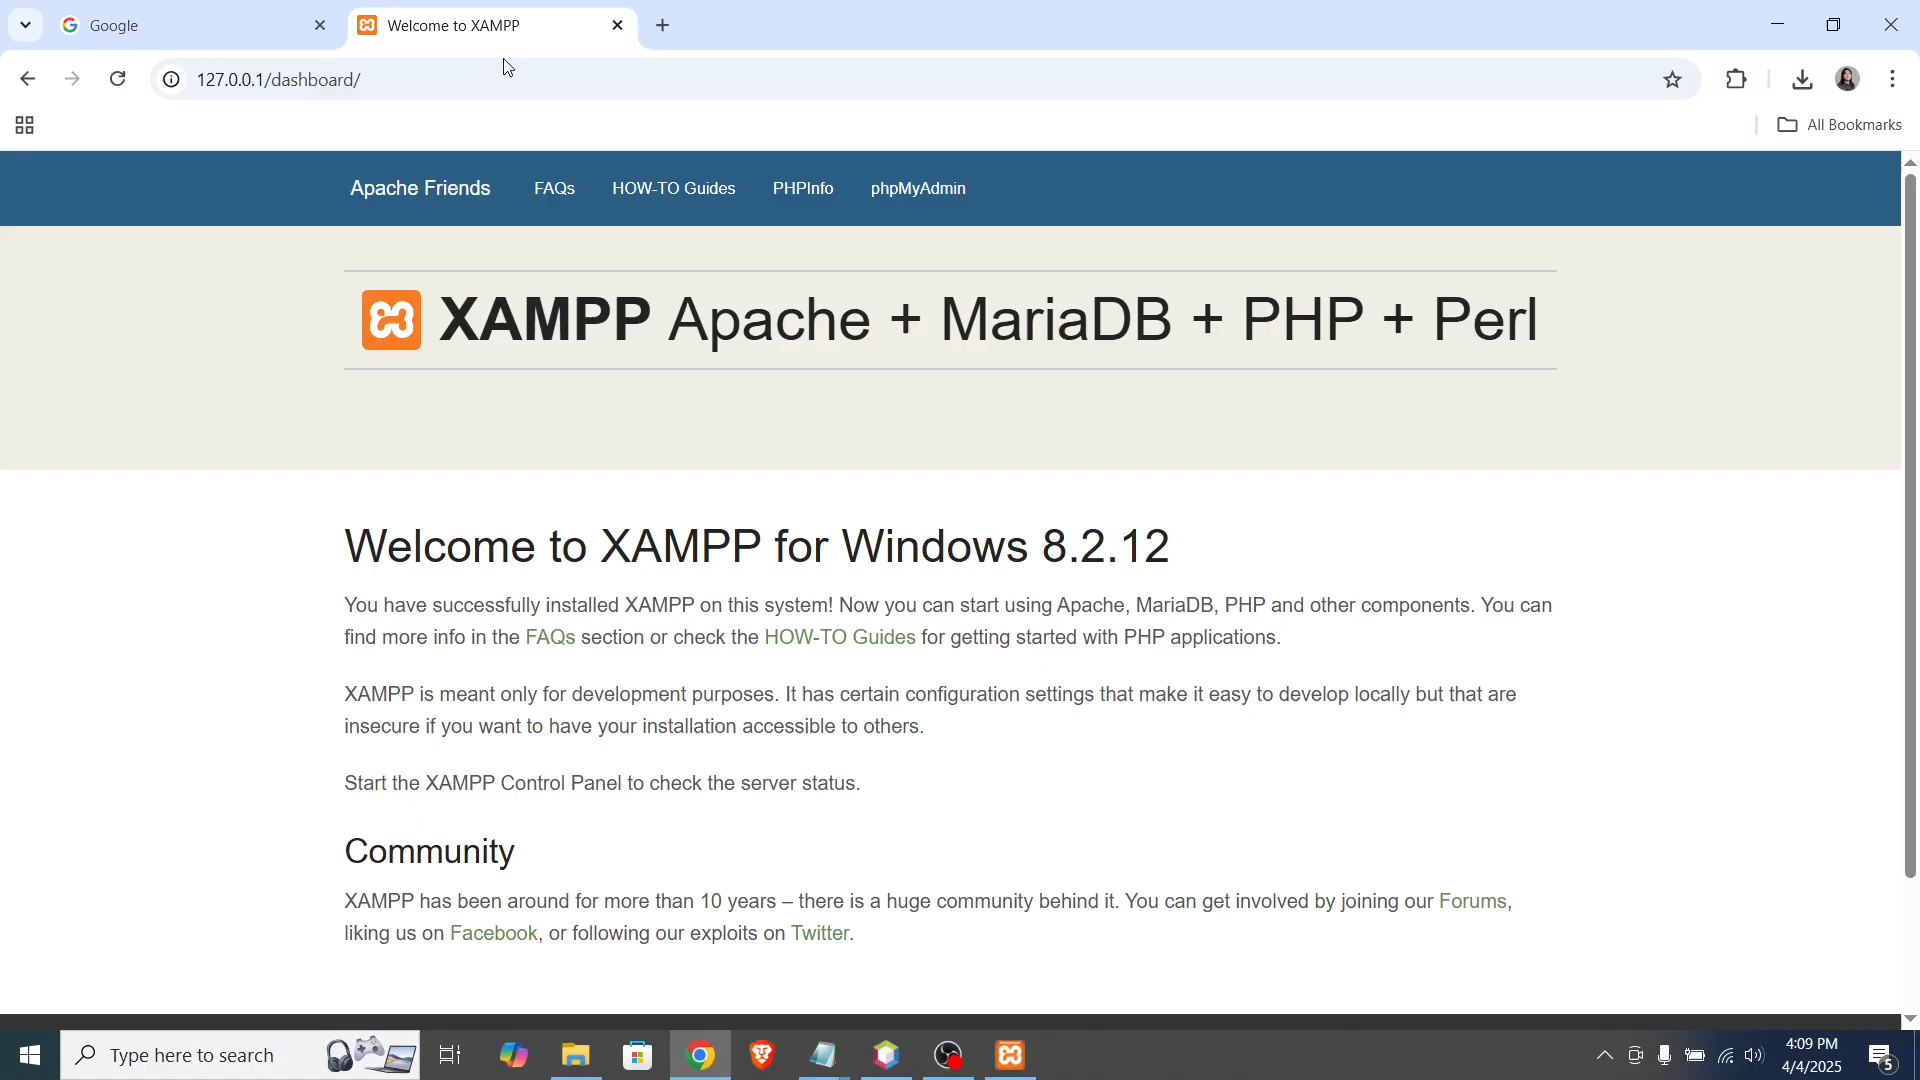 Google
Welcome to XAMPP
127.0.0.1/dashboard/
All Bookmarks
Apache Friends
FAQs
HOW-TO Guides
PHPInfo
phpMyAdmin
XAMPP Apache + MariaDB + PHP + Perl
Welcome to XAMPP for Windows 8.2.12
You have successfully installed XAMPP on this system! Now you can start using Apache, MariaDB, PHP and other components. You can
find more info in the FAQs section or check the HOW-TO Guides for getting started with PHP applications.
XAMPP is meant only for development purposes. It has certain configuration settings that make it easy to develop locally but that are
insecure if you want to have your installation accessible to others.
Start the XAMPP Control Panel to check the server status.
Community
XAMPP has been around for more than 10 years – there is a huge community behind it. You can get involved by joining our Forums,
liking us on Facebook, or following our exploits on Twitter.
Type here to search
4:09 PM
4/4/2025
5